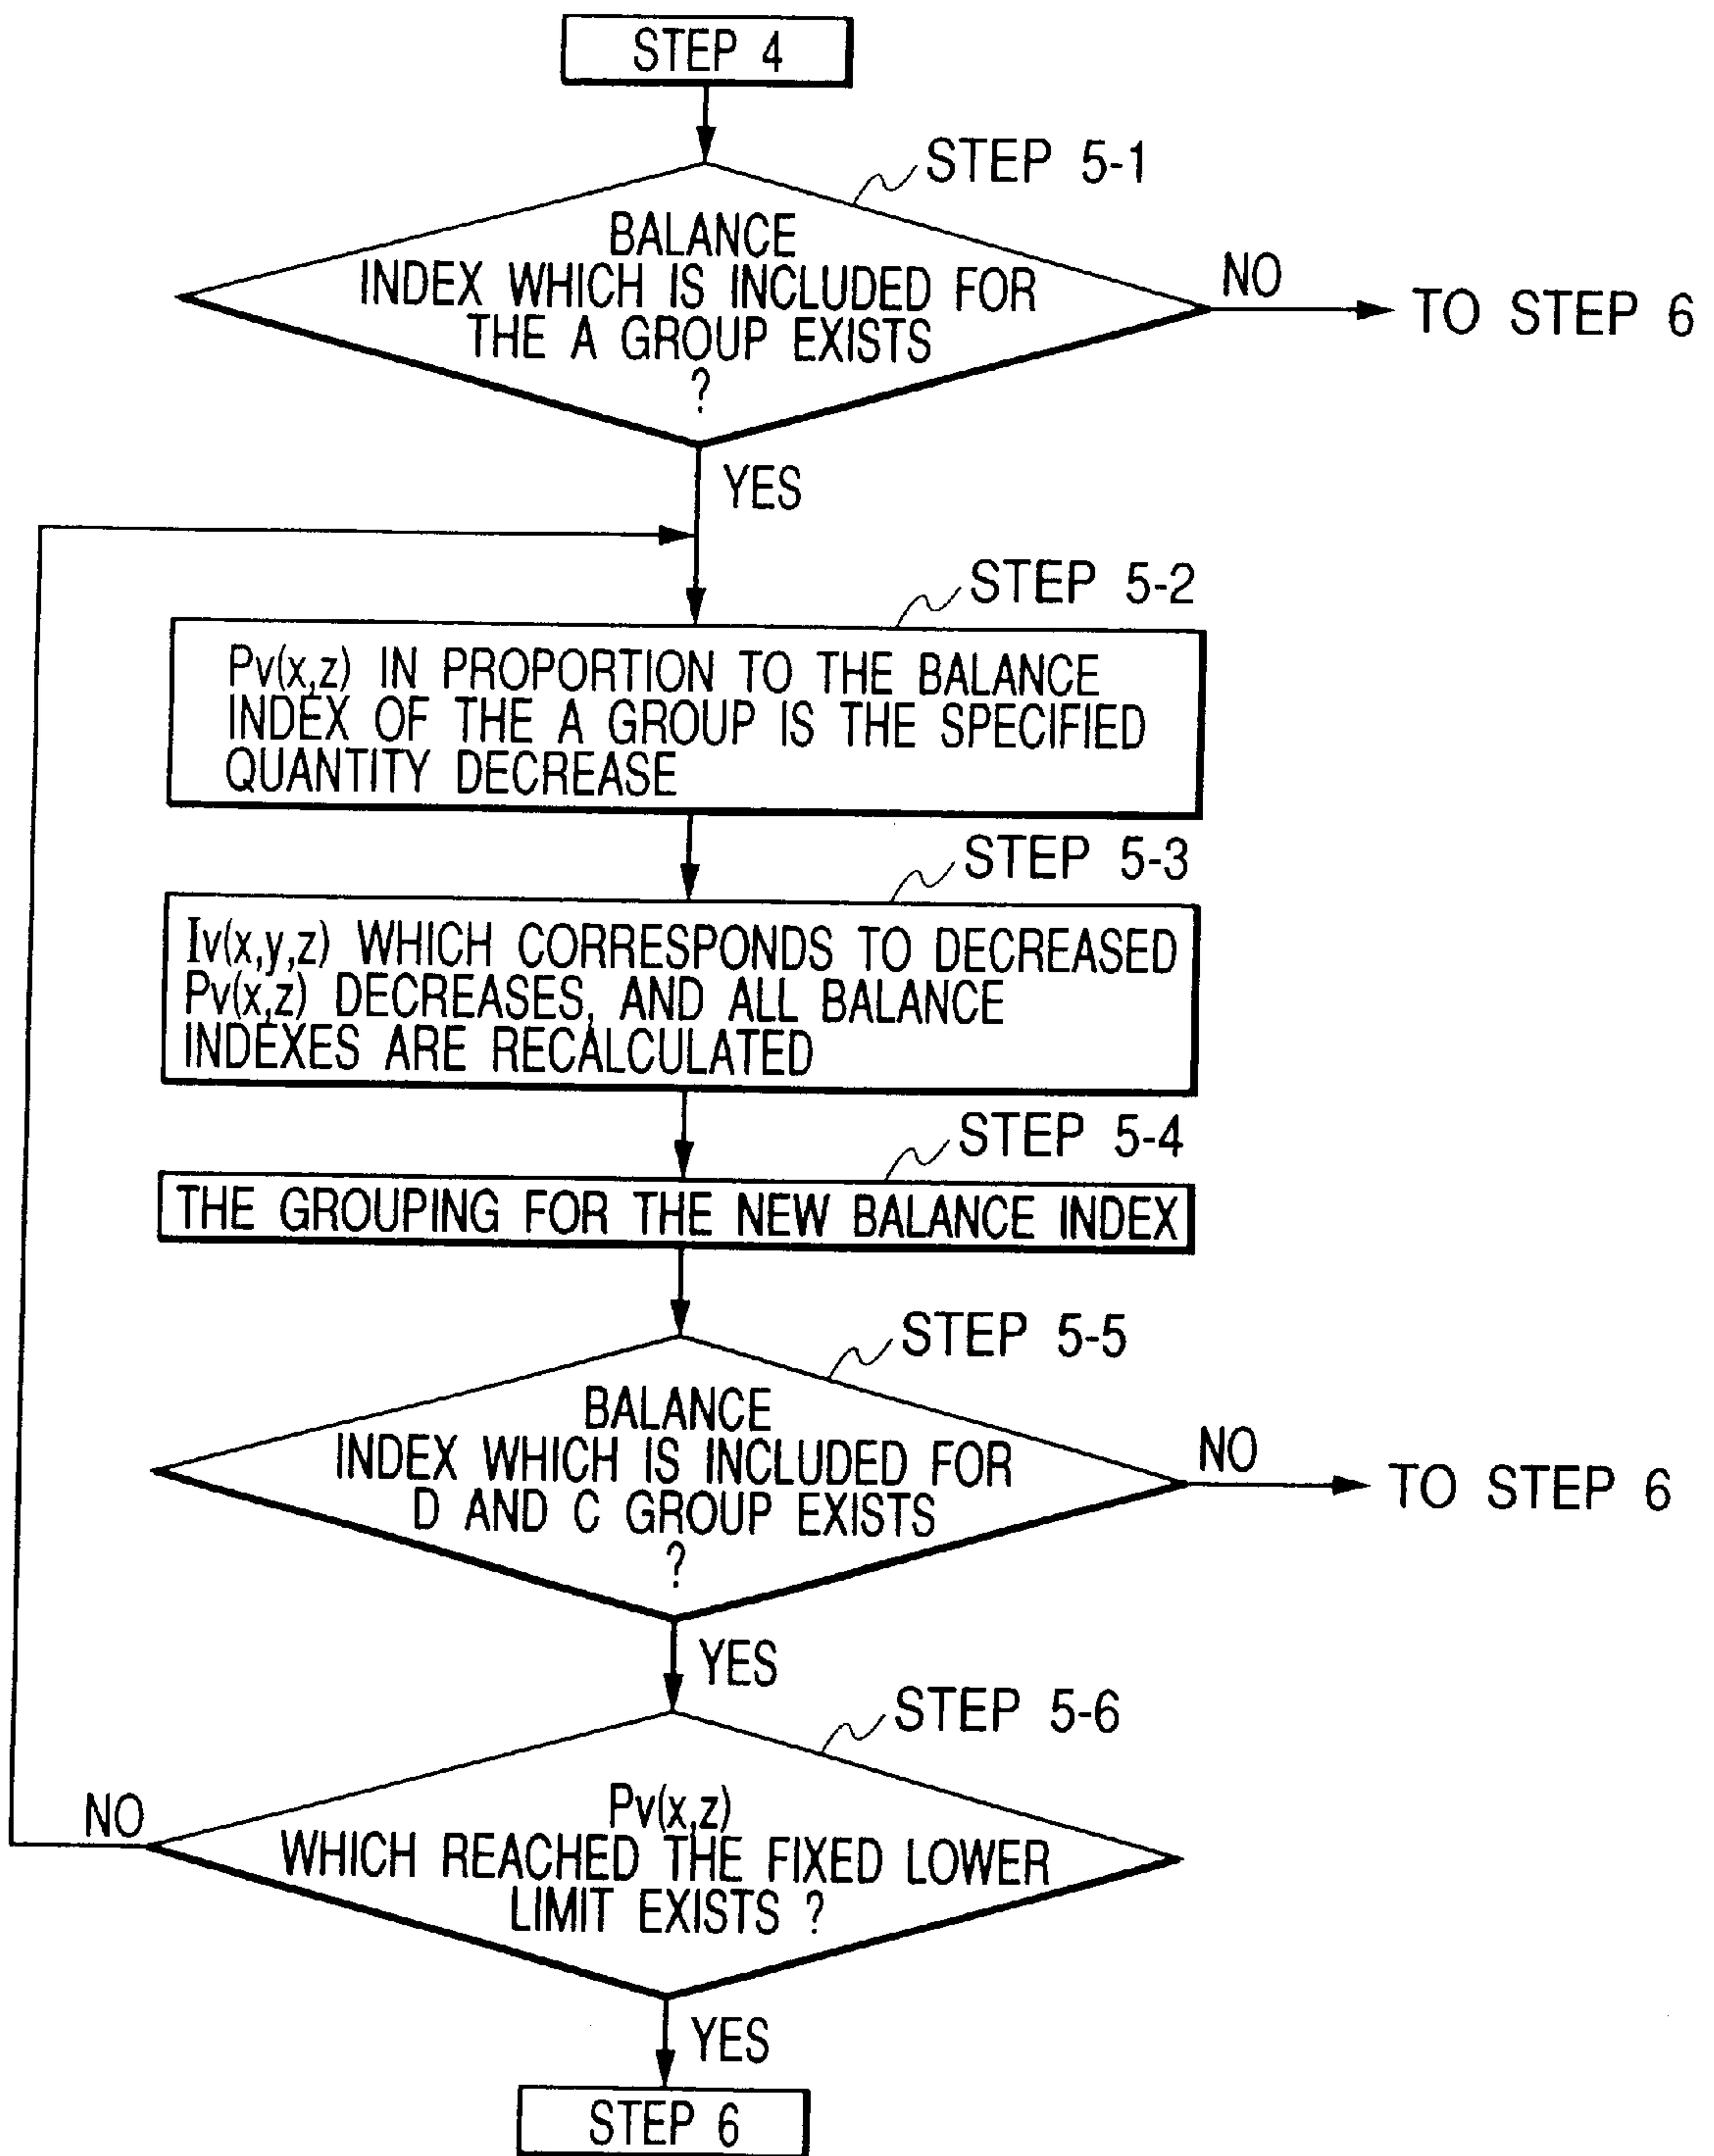 STEP 4
STEP 5-1
BALANCE
INDEX WHICH IS INCLUDED FOR
THE A GROUP EXISTS
?
NO
TO STEP 6
YES
STEP 5-2
Pv(x,z) IN PROPORTION TO THE BALANCE
INDEX OF THE A GROUP IS THE SPECIFIED
QUANTITY DECREASE
STEP 5-3
Iv(x,y,z) WHICH CORRESPONDS TO DECREASED
Pv(x,z) DECREASES, AND ALL BALANCE
INDEXES ARE RECALCULATED
STEP 5-4
THE GROUPING FOR THE NEW BALANCE INDEX
STEP 5-5
BALANCE
INDEX WHICH IS INCLUDED FOR
D AND C GROUP EXISTS
?
NO
TO STEP 6
YES
STEP 5-6
Pv(x,z)
WHICH REACHED THE FIXED LOWER
LIMIT EXISTS ?
NO
YES
STEP 6